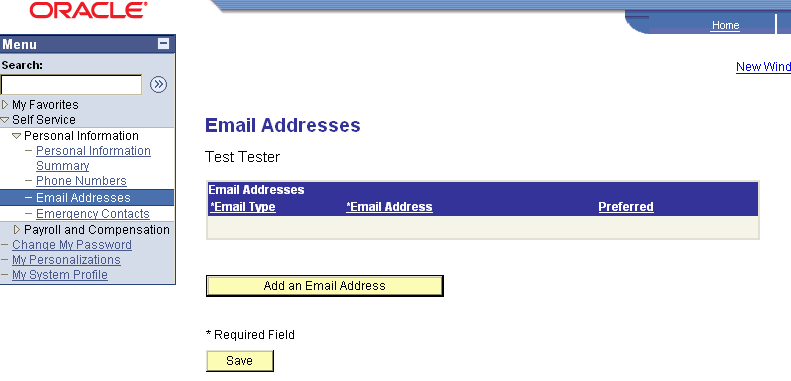 ORACLE®
Home
New Wind
Menu
Search:
My Favorites
Self Service
Personal Information
Personal Information
Summary
Phone Numbers
Email Addresses
Emergency Contacts
Payroll and Compensation
Change My Password
My Personalizations
My System Profile
Email Addresses
Test Tester
Email Addresses
*Email Type *Email Address Preferred
Add an Email Address
* Required Field
Save